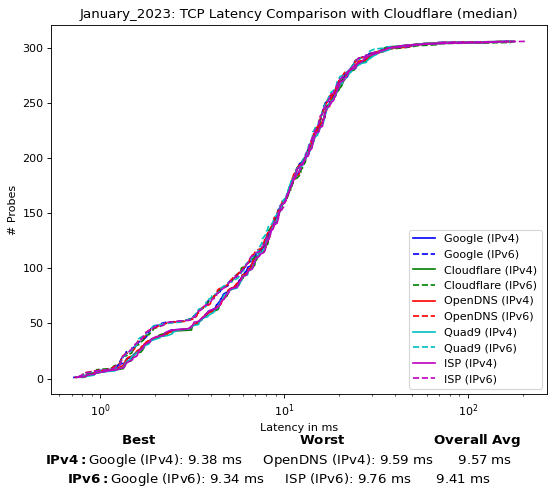 January_2023: TCP Latency Comparison with Cloudflare (median)
300
250
200
150
100
50
0
# Probes
Google (IPv4)
Google (IPv6)
Cloudflare (IPv4)
Cloudflare (IPv6)
OpenDNS (IPv4)
OpenDNS (IPv6)
Quad9 (IPv4)
Quad9 (IPv6)
ISP (IPv4)
ISP (IPv6)
10⁰ 10¹ 10²
Latency in ms
Best Worst Overall Avg
IPv4: Google (IPv4): 9.38 ms OpenDNS (IPv4): 9.59 ms 9.57 ms
IPv6: Google (IPv6): 9.34 ms ISP (IPv6): 9.76 ms 9.41 ms